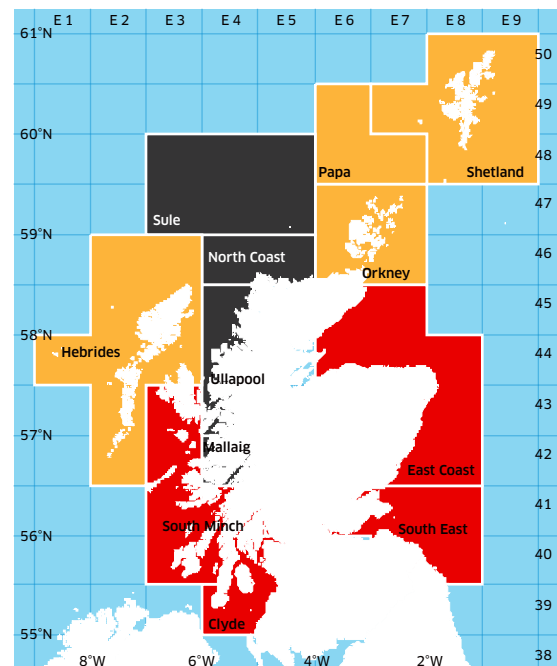 E 1 E 2 E 3 E 4 E 5 E 6 E 7 E 8 E 9
61°N
50
49
60°N
48
Papa
Shetland
47
Sule
59°N
46
North Coast
Orkney
45
58°N
44
Hebrides
Ullapool
43
57°N
Mallaig
42
East Coast
41
South Minch
South East
56°N
40
39
Clyde
55°N
38
8°W 6°W 4°W 2°W